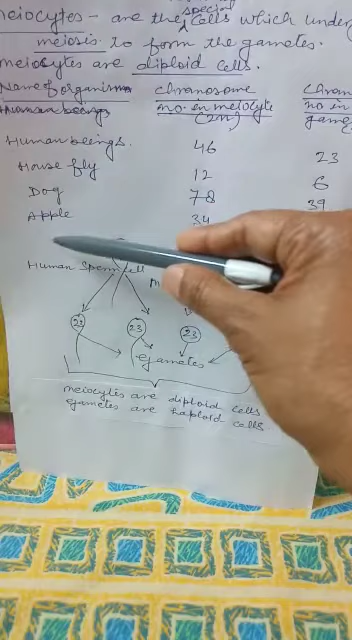 meiocytes - are the special cells which under
meiosis to form the gametes.
meiocytes are diploid cells.
Name of organism chromosome chrom
no. in meiocyte no in
(2n) game
Human beings
Human beings. 46 23
House fly 12 6
Dog 78 39
Apple 34
Human Sperm cell
23 23 23
gametes
meiocytes are diploid cells
gametes are haploid cells